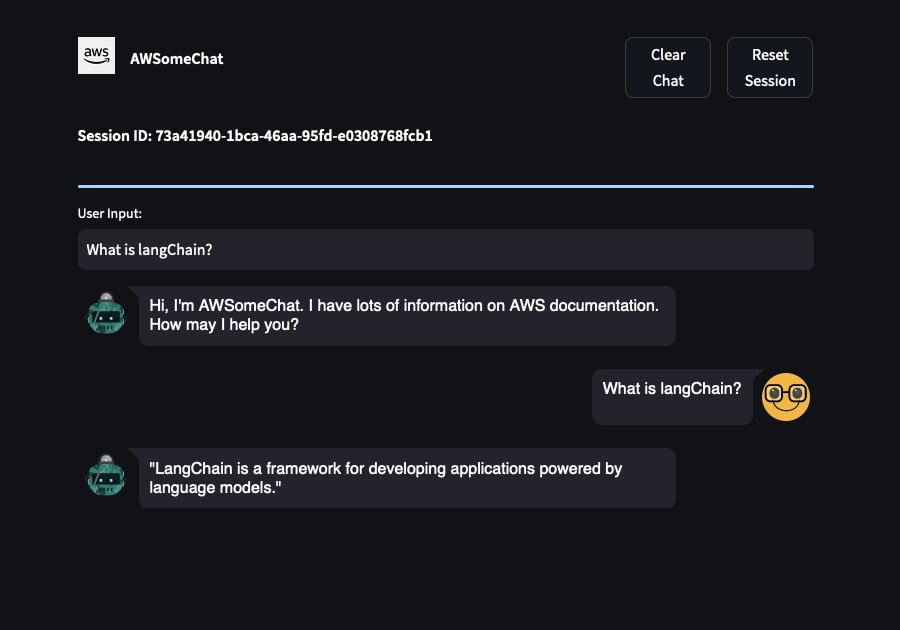 aws
AWSomeChat
Clear
Chat
Reset
Session
Session ID: 73a41940-1bca-46aa-95fd-e0308768fcb1
User Input:
What is langChain?
Hi, I'm AWSomeChat. I have lots of information on AWS documentation.
How may I help you?
What is langChain?
"LangChain is a framework for developing applications powered by
language models."